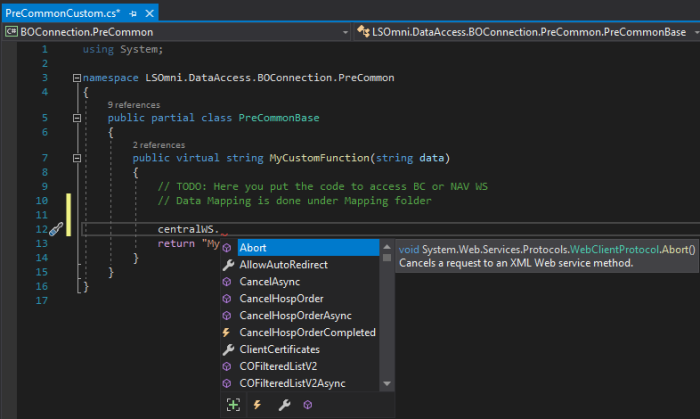 PreCommonCustom.cs*
BOConnection.PreCommon LSOmni.DataAccess.BOConnection.PreCommon.PreCommonBase
1 using System;
2
3 namespace LSOmni.DataAccess.BOConnection.PreCommon
4 {
9 references
5 public partial class PreCommonBase
6 {
2 references
7 public virtual string MyCustomFunction(string data)
8 {
9 // TODO: Here you put the code to access BC or NAV WS
10 // Data Mapping is done under Mapping folder
11
12 centralWS.
13 return "My
14 }
15 }
16 }
17
Abort
AllowAutoRedirect
CancelAsync
CancelHospOrder
CancelHospOrderAsync
CancelHospOrderCompleted
ClientCertificates
COFilteredListV2
COFilteredListV2Async
void System.Web.Services.Protocols.WebClientProtocol.Abort()
Cancels a request to an XML Web service method.